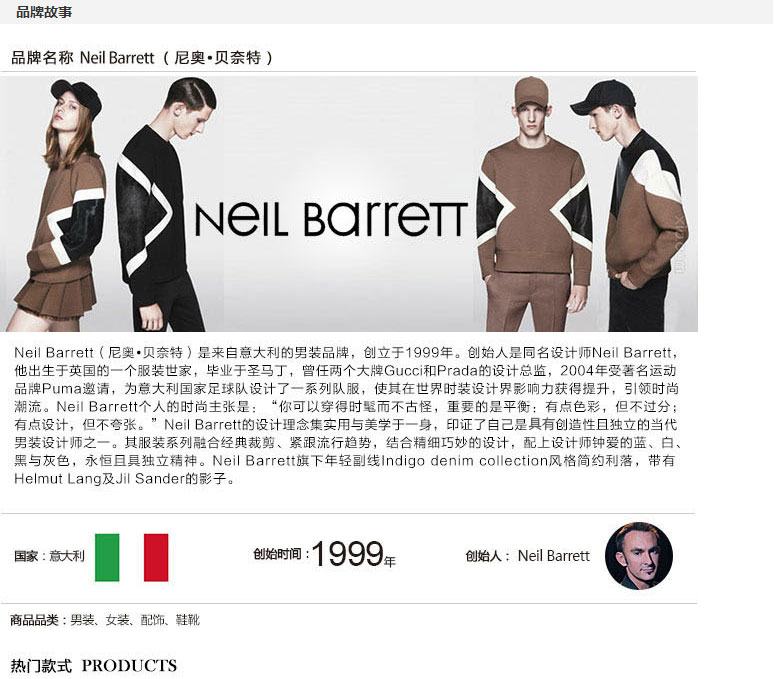 品牌故事
品牌名称 Neil Barrett（尼奥•贝奈特）
NeiL Barrett
Neil Barrett（尼奥•贝奈特）是来自意大利的男装品牌，创立于1999年。创始人是同名设计师Neil Barrett，
他出生于英国的一个服装世家，毕业于圣马丁，曾任两个大牌Gucci和Prada的设计总监，2004年受著名运动
品牌Puma邀请，为意大利国家足球队设计了一系列队服，使其在世界时装设计界影响力获得提升，引领时尚
潮流。Neil Barrett个人的时尚主张是：“你可以穿得时髦而不古怪，重要的是平衡：有点色彩，但不过分；
有点设计，但不夸张。”Neil Barrett的设计理念集实用与美学于一身，印证了自己是具有创造性且独立的当代
男装设计师之一。其服装系列融合经典裁剪、紧跟流行趋势，结合精细巧妙的设计，配上设计师钟爱的蓝、白、
黑与灰色，永恒且具独立精神。Neil Barrett旗下年轻副线Indigo denim collection风格简约利落，带有
Helmut Lang及Jil Sander的影子。
国家：意大利 创始时间：1999年 创始人： Neil Barrett
商品品类：男装、女装、配饰、鞋靴
热门款式 PRODUCTS